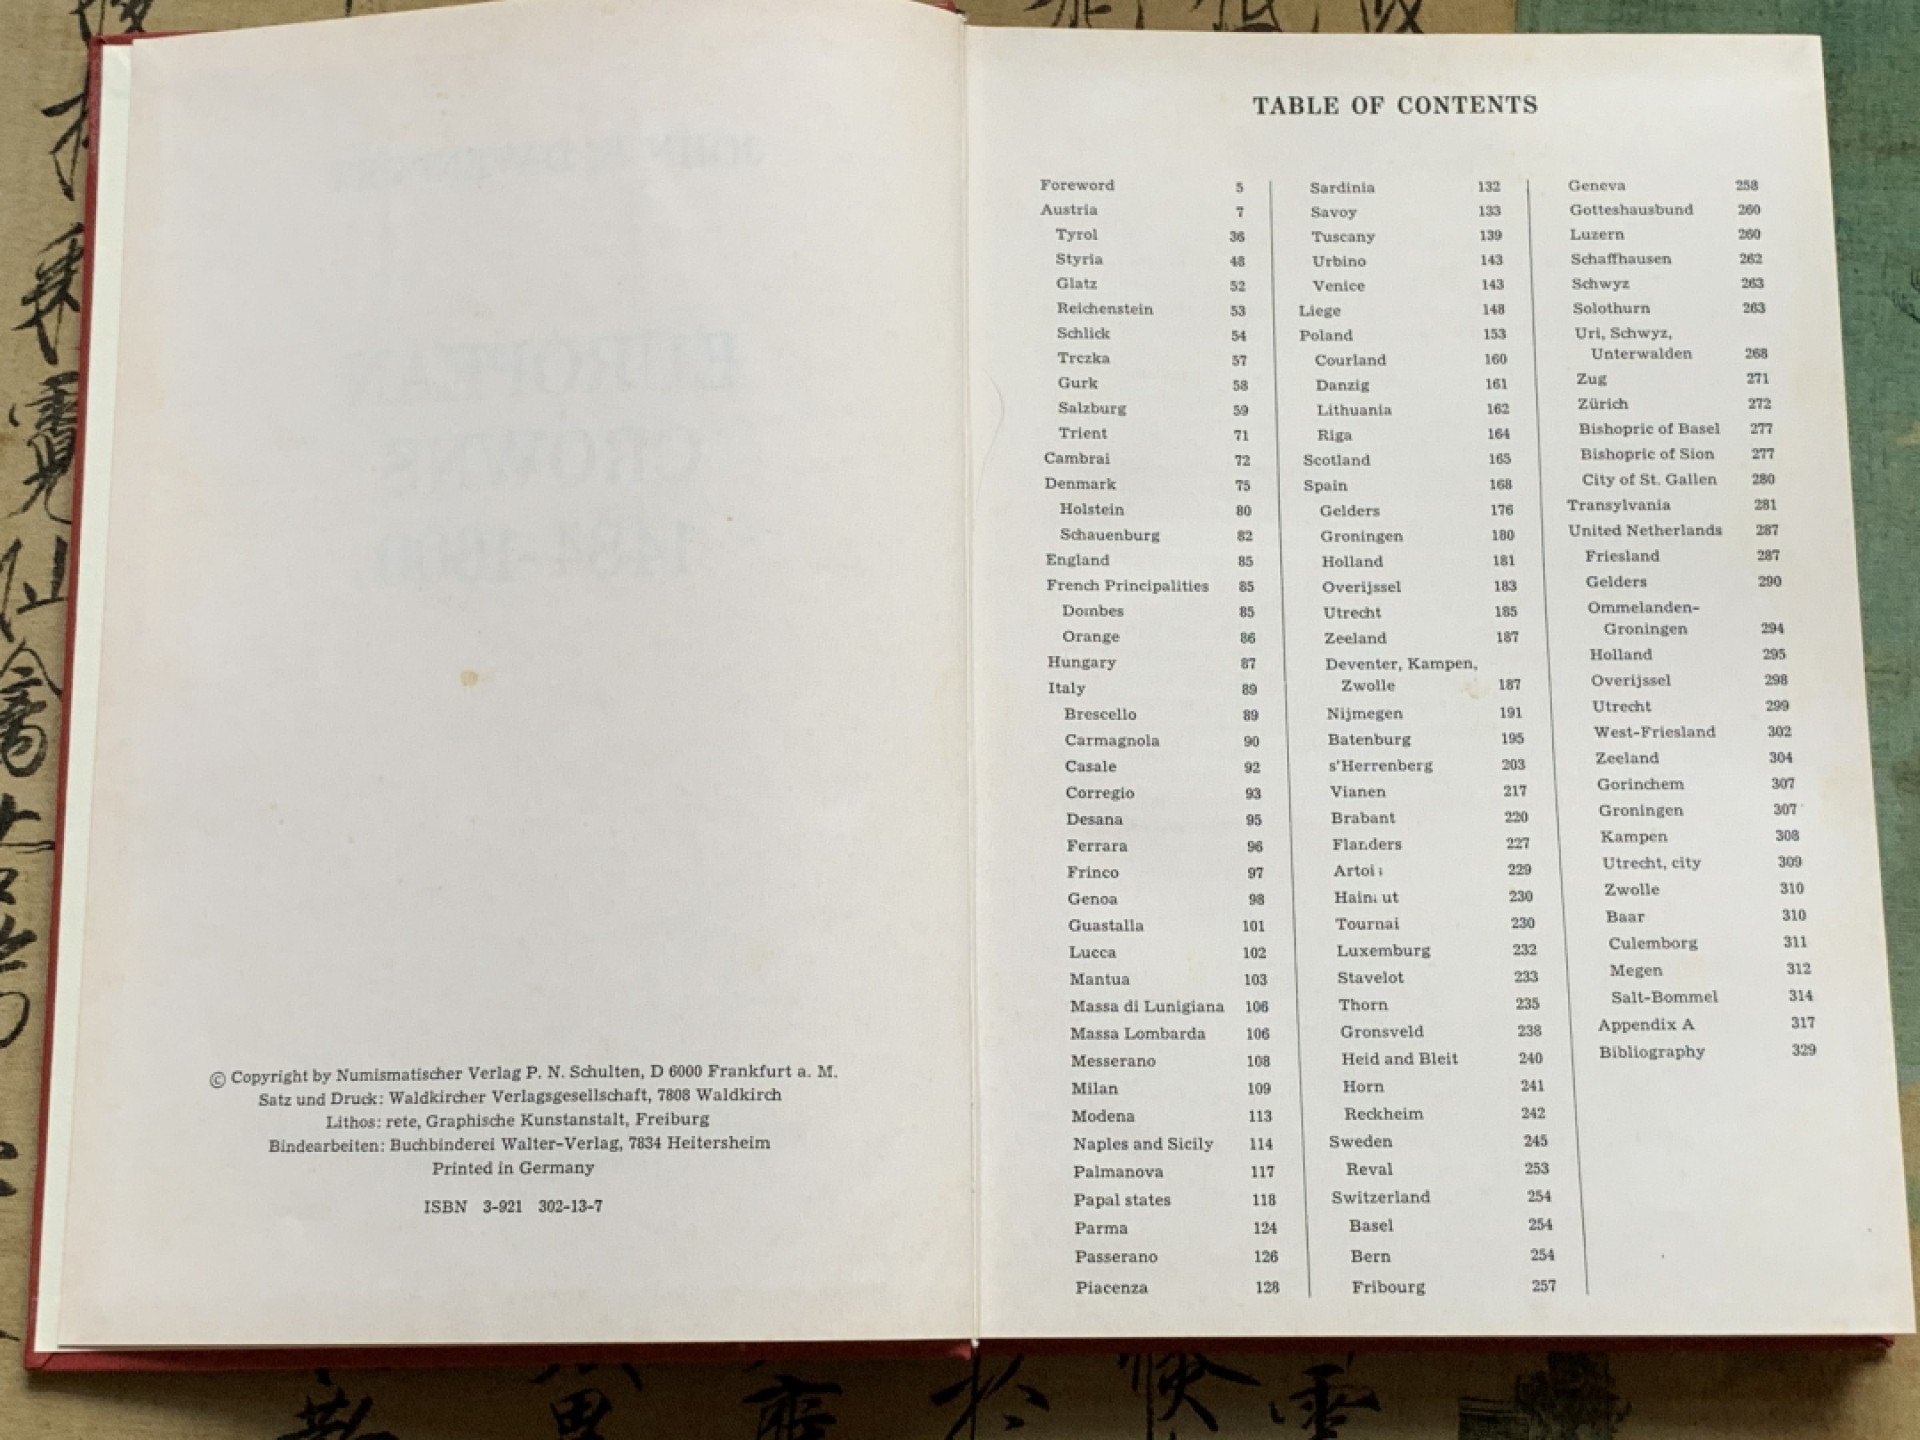 © Copyright by Numismatischer Verlag P. N. Schulten, D 6000 Frankfurt a. M.
Satz und Druck: Waldkircher Verlagsgesellschaft, 7808 Waldkirch
Lithos: rete, Graphische Kunstanstalt, Freiburg
Bindearbeiten: Buchbinderei Walter-Verlag, 7834 Heitersheim
Printed in Germany
ISBN 3-921 302-13-7
TABLE OF CONTENTS
Foreword 5
Austria 7
Tyrol 36
Styria 48
Glatz 52
Reichenstein 53
Schlick 54
Trczka 57
Gurk 58
Salzburg 59
Trient 71
Cambrai 72
Denmark 75
Holstein 80
Schauenburg 82
England 85
French Principalities 85
Dombes 85
Orange 86
Hungary 87
Italy 89
Brescello 89
Carmagnola 90
Casale 92
Corregio 93
Desana 95
Ferrara 96
Frinco 97
Genoa 98
Guastalla 101
Lucca 102
Mantua 103
Massa di Lunigiana 106
Massa Lombarda 106
Messerano 108
Milan 109
Modena 113
Naples and Sicily 114
Palmanova 117
Papal states 118
Parma 124
Passerano 126
Piacenza 128
Sardinia 132
Savoy 133
Tuscany 139
Urbino 143
Venice 143
Liege 148
Poland 153
Courland 160
Danzig 161
Lithuania 162
Riga 164
Scotland 165
Spain 168
Gelders 176
Groningen 180
Holland 181
Overijssel 183
Utrecht 185
Zeeland 187
Deventer, Kampen,
Zwolle 187
Nijmegen 191
Batenburg 195
s'Herrenberg 203
Vianen 217
Brabant 220
Flanders 227
Artois 229
Hainaut 230
Tournai 230
Luxemburg 232
Stavelot 233
Thorn 235
Gronsveld 238
Heid and Bleit 240
Horn 241
Reckheim 242
Sweden 245
Reval 253
Switzerland 254
Basel 254
Bern 254
Fribourg 257
Geneva 258
Gotteshausbund 260
Luzern 260
Schaffhausen 262
Schwyz 263
Solothurn 263
Uri, Schwyz,
Unterwalden 268
Zug 271
Zürich 272
Bishopric of Basel 277
Bishopric of Sion 277
City of St. Gallen 280
Transylvania 281
United Netherlands 287
Friesland 287
Gelders 290
Ommelanden-
Groningen 294
Holland 295
Overijssel 298
Utrecht 299
West-Friesland 302
Zeeland 304
Gorinchem 307
Groningen 307
Kampen 308
Utrecht, city 309
Zwolle 310
Baar 310
Culemborg 311
Megen 312
Salt-Bommel 314
Appendix A 317
Bibliography 329